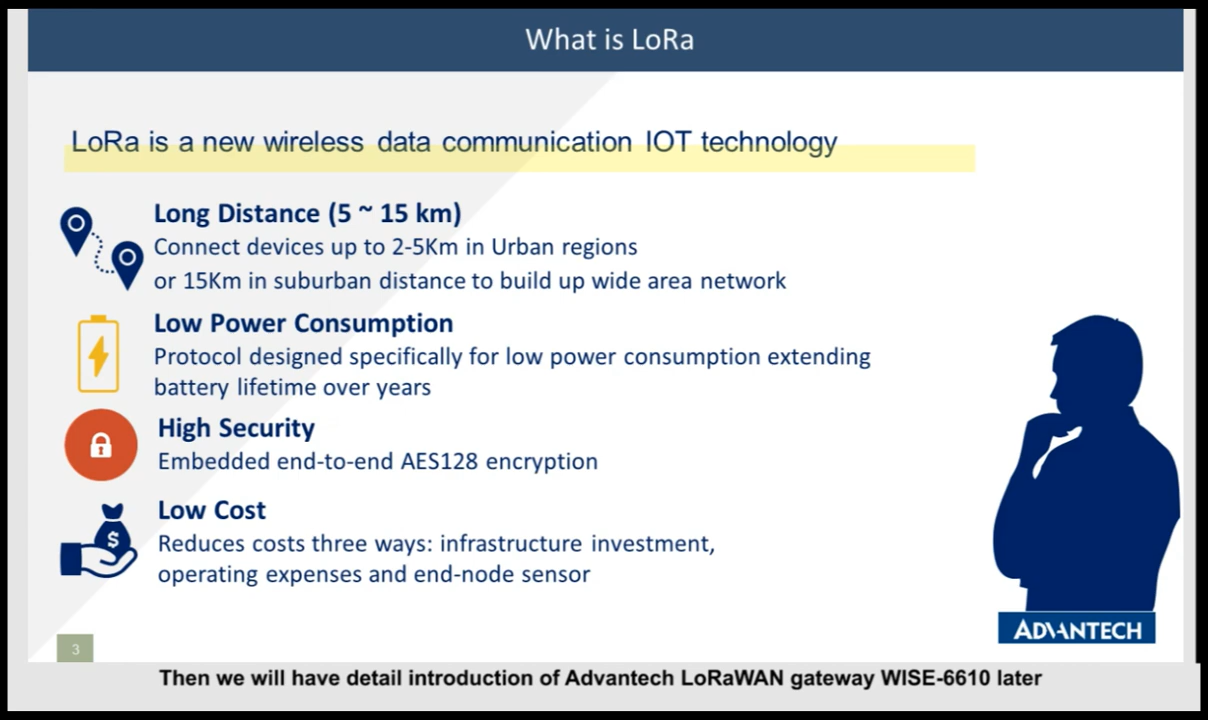 What is LoRa
LoRa is a new wireless data communication IOT technology
Long Distance (5 ~ 15 km)
Connect devices up to 2-5Km in Urban regions
or 15Km in suburban distance to build up wide area network
Low Power Consumption
Protocol designed specifically for low power consumption extending
battery lifetime over years
High Security
Embedded end-to-end AES128 encryption
Low Cost
$
Reduces costs three ways: infrastructure investment,
operating expenses and end-node sensor
ADVANTECH
3
Then we will have detail introduction of Advantech LoRaWAN gateway WISE-6610 later